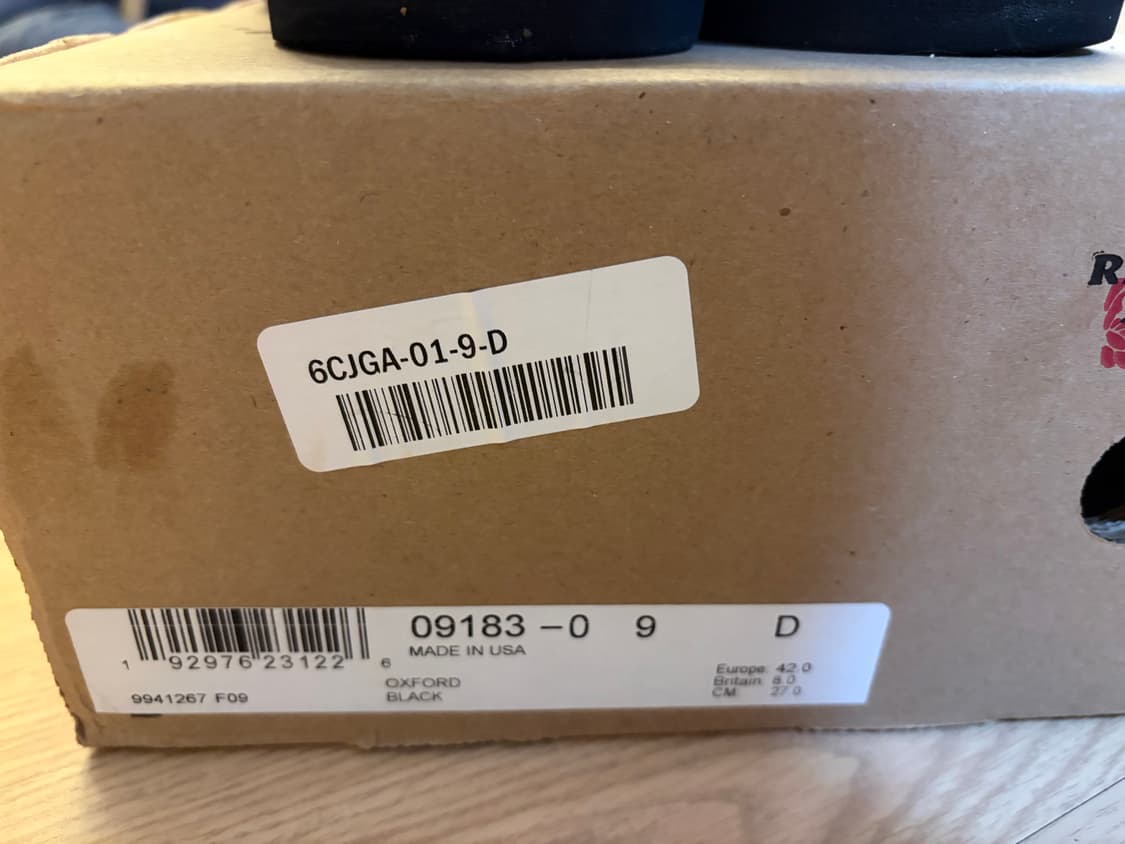 R
6CJGA-01-9-D
09183 -0 9 D
MADE IN USA
1 92976 23122 6
OXFORD
BLACK
9941267 F09
Europe: 42.0
Britain: 8.0
CM: 27.0